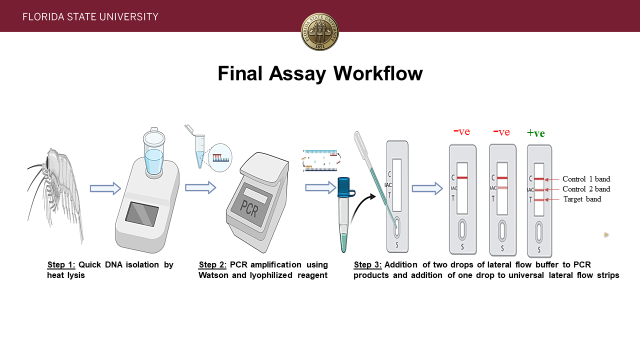 FLORIDA STATE UNIVERSITY
Final Assay Workflow
-ve
-ve
+ve
PCR
C
IAC
T
S
C
IAC
T
S
C
IAC
T
S
C
IAC
T
S
Control 1 band
Control 2 band
Target band
Step 1: Quick DNA isolation by
heat lysis
Step 2: PCR amplification using
Watson and lyophilized reagent
Step 3: Addition of two drops of lateral flow buffer to PCR
products and addition of one drop to universal lateral flow strips